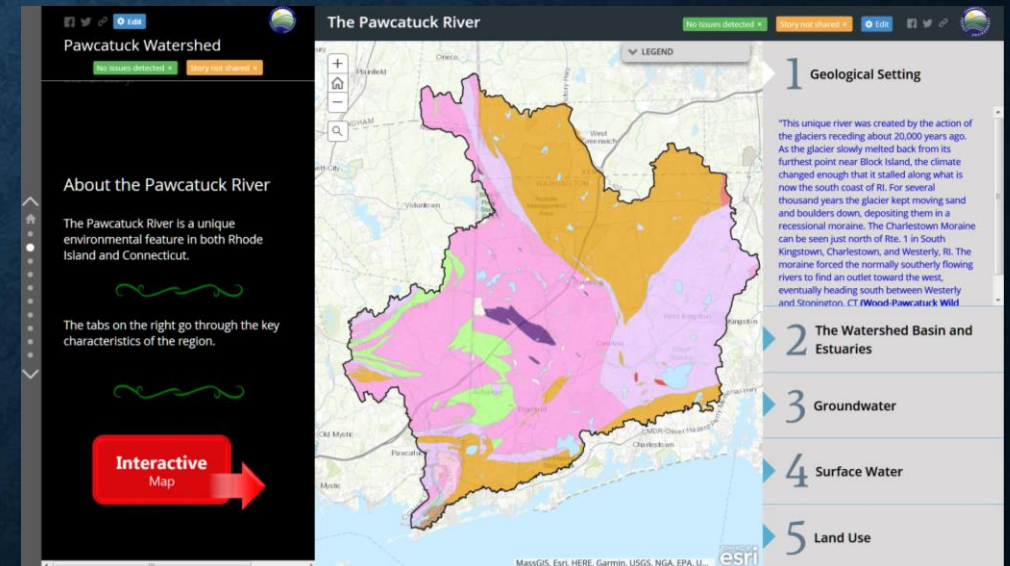 Edit
Pawcatuck Watershed
No issues detected ×
Story not shared ×
About the Pawcatuck River
The Pawcatuck River is a unique
environmental feature in both Rhode
Island and Connecticut.
The tabs on the right go through the key
characteristics of the region.
Interactive
Map
The Pawcatuck River
No issues detected ×
Story not shared ×
Edit
LEGEND
Plainfield
Oneco
West
Greenwich
Voluntown
WASHINGTON
West Kingston
Kingston
Carolina
Old Mystic
Pawcatuck
Mystic
Charlestown
MassGIS, Esri, HERE, Garmin, USGS, NGA, EPA, U...
esri
1 Geological Setting
"This unique river was created by the action of
the glaciers receding about 20,000 years ago.
As the glacier slowly melted back from its
furthest point near Block Island, the climate
changed enough that it stalled along what is
now the south coast of RI. For several
thousand years the glacier kept moving sand
and boulders down, depositing them in a
recessional moraine. The Charlestown Moraine
can be seen just north of Rte. 1 in South
Kingstown, Charlestown, and Westerly, RI. The
moraine forced the normally southerly flowing
rivers to find an outlet toward the west,
eventually heading south between Westerly
and Stonington, CT (Wood-Pawcatuck Wild
2 The Watershed Basin and
Estuaries
3 Groundwater
4 Surface Water
5 Land Use